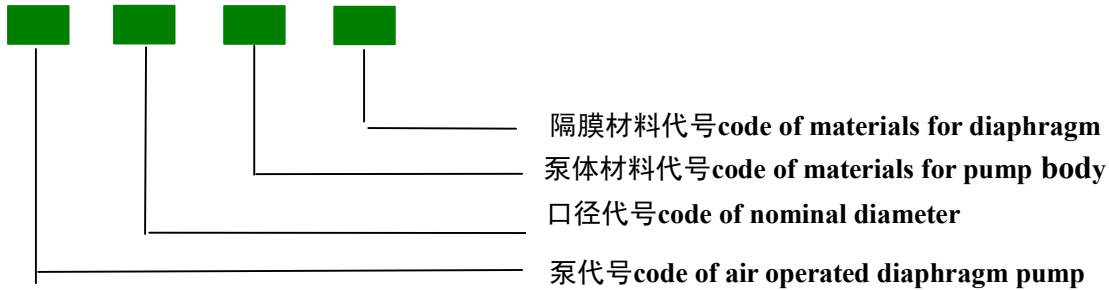 隔膜材料代号code of materials for diaphragm
泵体材料代号code of materials for pump body
口径代号code of nominal diameter
泵代号code of air operated diaphragm pump